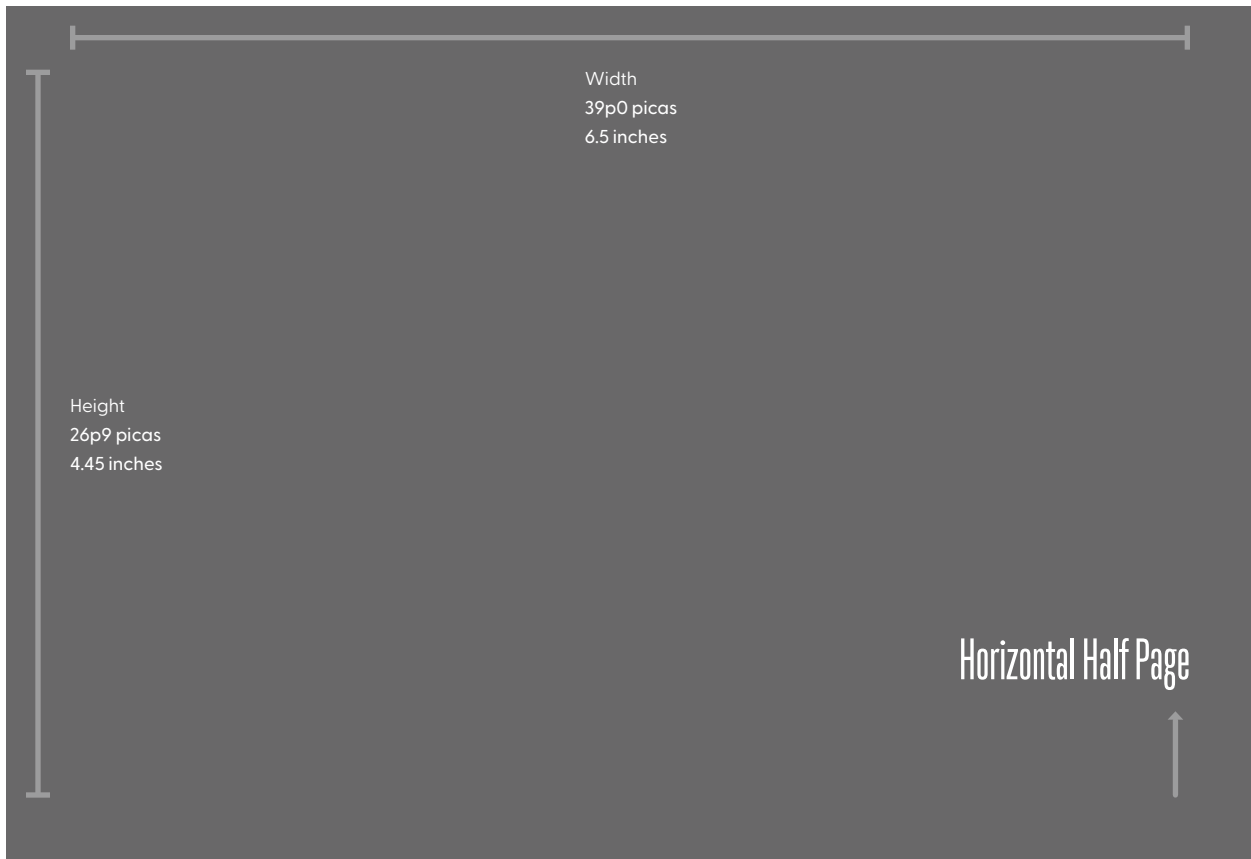 Width
39p0 picas
6.5 inches
Height
26p9 picas
4.45 inches
Horizontal Half Page